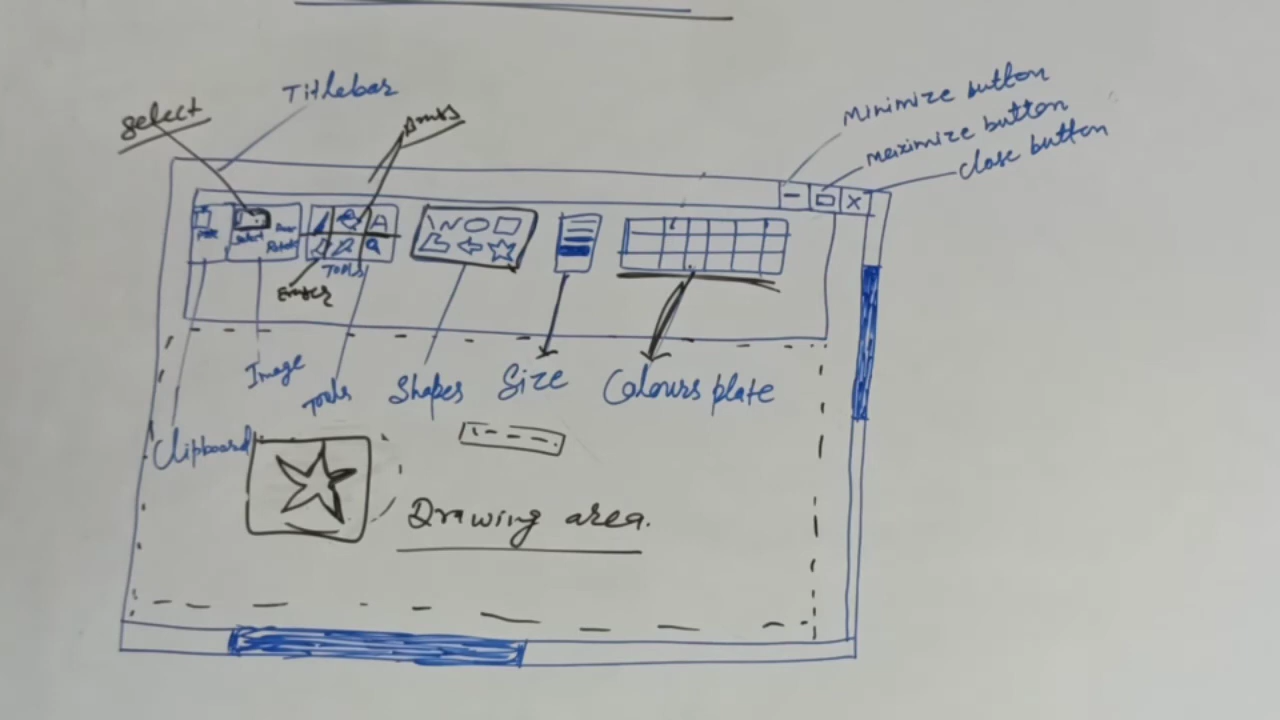 Titlebar
select
Minimize button
Maximize button
Close button
X
A
select
Tools
Eraser
Image
Tools
Shapes
Size
Colours plate
Clipboard
Drawing area.